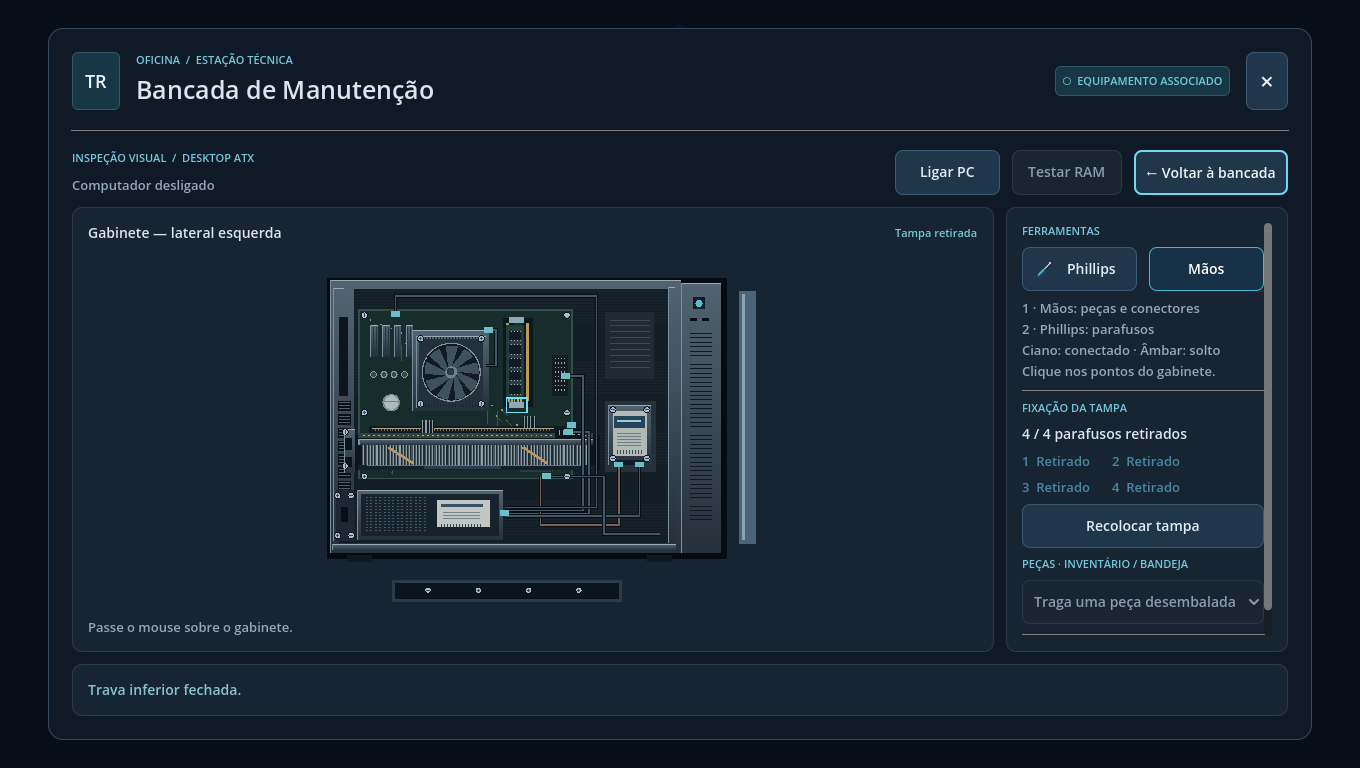 TR
OFICINA / ESTAÇÃO TÉCNICA
Bancada de Manutenção
EQUIPAMENTO ASSOCIADO
×
INSPEÇÃO VISUAL / DESKTOP ATX
Computador desligado
Ligar PC
Testar RAM
← Voltar à bancada
Gabinete — lateral esquerda
Tampa retirada
Passe o mouse sobre o gabinete.
FERRAMENTAS
Phillips
Mãos
1 · Mãos: peças e conectores
2 · Phillips: parafusos
Ciano: conectado · Âmbar: solto
Clique nos pontos do gabinete.
FIXAÇÃO DA TAMPA
4 / 4 parafusos retirados
1 Retirado 2 Retirado
3 Retirado 4 Retirado
Recolocar tampa
PEÇAS · INVENTÁRIO / BANDEJA
Traga uma peça desembalada
Trava inferior fechada.